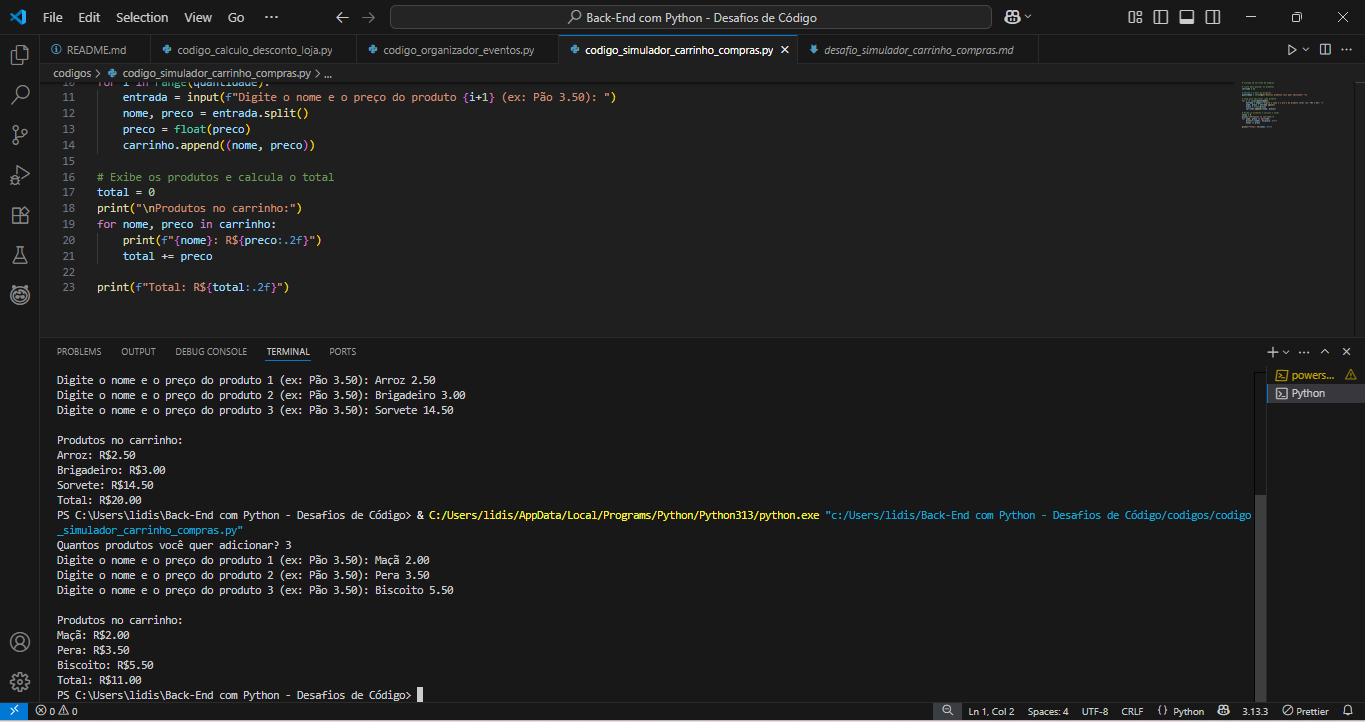 File Edit Selection View Go ··· Back-End com Python - Desafios de Código
README.md codigo_calculo_desconto_loja.py codigo_organizador_eventos.py codigo_simulador_carrinho_compras.py desafio_simulador_carrinho_compras.md
codigos > codigo_simulador_carrinho_compras.py > ...
10 for i in range(quantidade):
11 entrada = input(f"Digite o nome e o preço do produto {i+1} (ex: Pão 3.50): ")
12 nome, preco = entrada.split()
13 preco = float(preco)
14 carrinho.append((nome, preco))
15
16 # Exibe os produtos e calcula o total
17 total = 0
18 print("\nProdutos no carrinho:")
19 for nome, preco in carrinho:
20 print(f"{nome}: R${preco:.2f}")
21 total += preco
22
23 print(f"Total: R${total:.2f}")
PROBLEMS OUTPUT DEBUG CONSOLE TERMINAL PORTS
powers...
Python
Digite o nome e o preço do produto 1 (ex: Pão 3.50): Arroz 2.50
Digite o nome e o preço do produto 2 (ex: Pão 3.50): Brigadeiro 3.00
Digite o nome e o preço do produto 3 (ex: Pão 3.50): Sorvete 14.50
Produtos no carrinho:
Arroz: R$2.50
Brigadeiro: R$3.00
Sorvete: R$14.50
Total: R$20.00
PS C:\Users\lidis\Back-End com Python - Desafios de Código> & C:/Users/lidis/AppData/Local/Programs/Python/Python313/python.exe "c:/Users/lidis/Back-End com Python - Desafios de Código/codigos/codigo
_simulador_carrinho_compras.py"
Quantos produtos você quer adicionar? 3
Digite o nome e o preço do produto 1 (ex: Pão 3.50): Maçã 2.00
Digite o nome e o preço do produto 2 (ex: Pão 3.50): Pera 3.50
Digite o nome e o preço do produto 3 (ex: Pão 3.50): Biscoito 5.50
Produtos no carrinho:
Maçã: R$2.00
Pera: R$3.50
Biscoito: R$5.50
Total: R$11.00
PS C:\Users\lidis\Back-End com Python - Desafios de Código>
0 0 Ln 1, Col 2 Spaces: 4 UTF-8 CRLF {} Python 3.13.3 Prettier